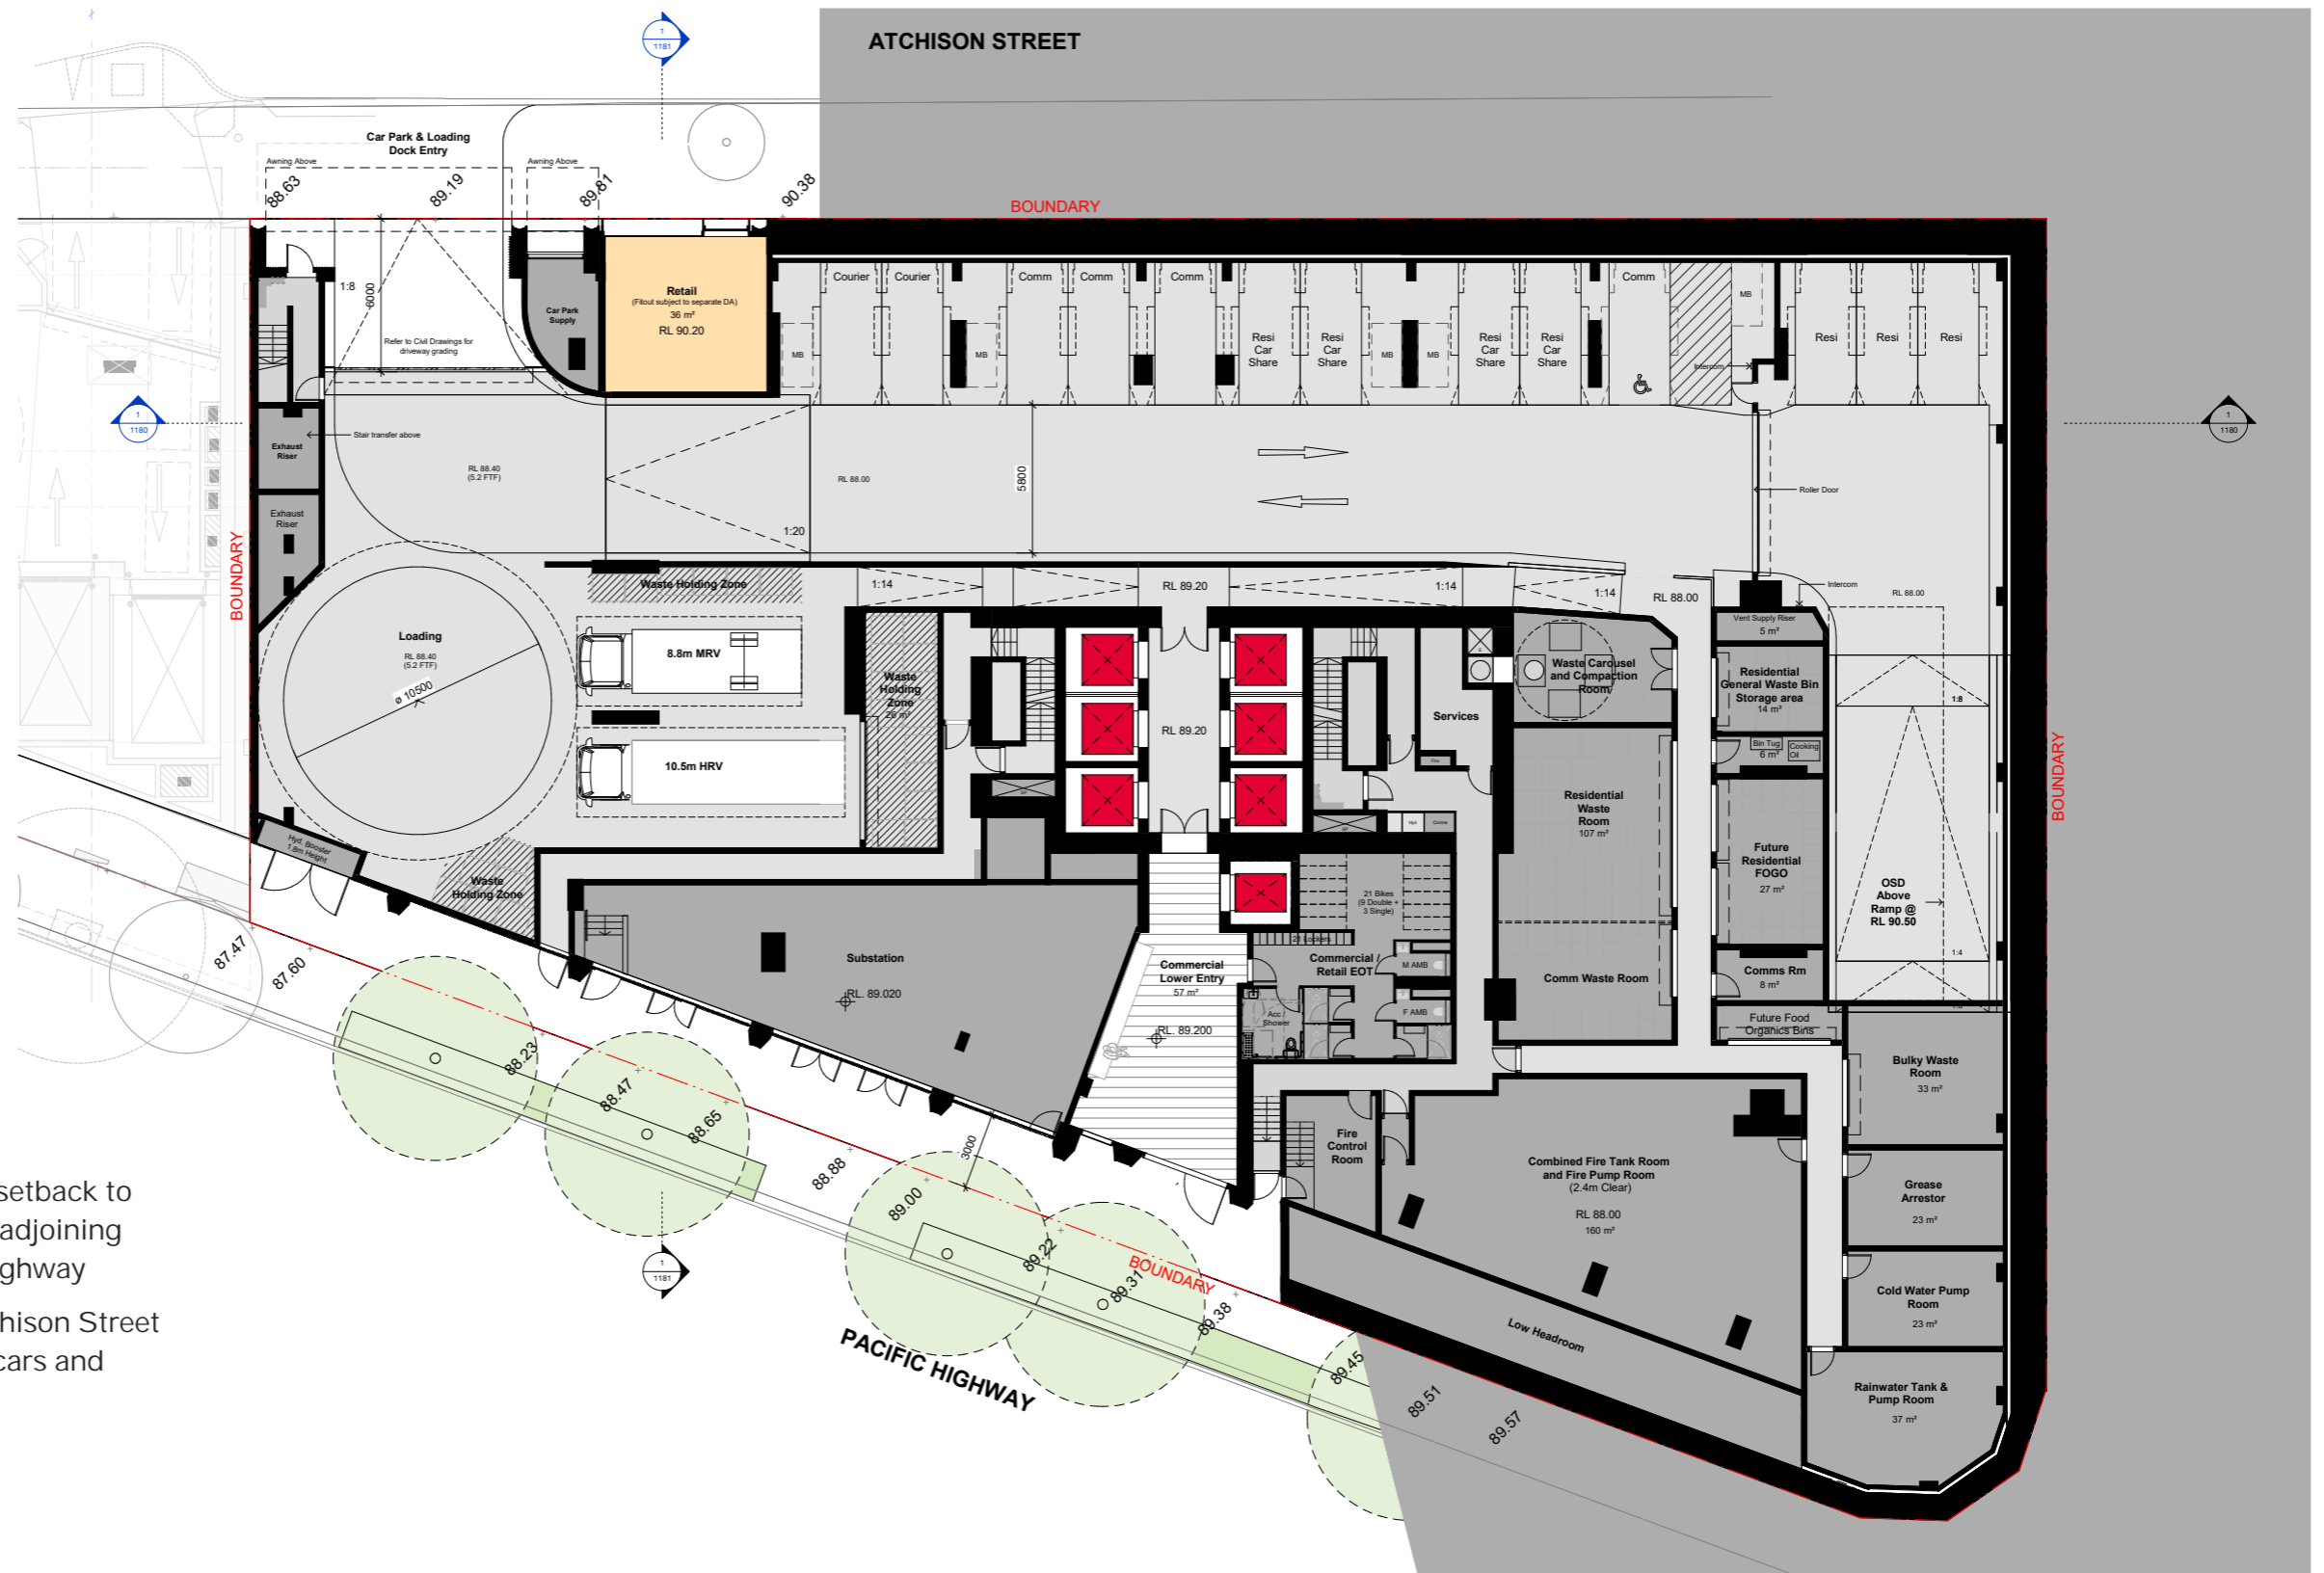 1
1181
ATCHISON STREET
Car Park & Loading
Dock Entry
Awning Above
Awning Above
88.63
89.19
89.81
90.38
BOUNDARY
1:8
6000
Refer to Civil Drawings for
driveway grading
Car Park
Supply
Retail
(Fitout subject to separate DA)
36 m²
RL 90.20
MB
Courier
Courier
MB
Comm
Comm
Comm
Resi
Car
Share
Resi
Car
Share
MB
MB
Resi
Car
Share
Resi
Car
Share
Comm
MB
Intercom
Resi
Resi
Resi
1
1180
Exhaust
Riser
Stair transfer above
RL 88.40
(5.2 FTF)
RL 88.00
5800
1:20
Roller Door
1
1180
Exhaust
Riser
BOUNDARY
Waste Holding Zone
1:14
RL 89.20
1:14
1:14
RL 88.00
Intercom
RL 88.00
Loading
RL 88.40
(5.2 FTF)
ø 10500
8.8m MRV
10.5m HRV
Waste
Holding
Zone
26 m²
RL 89.20
Services
Waste Carousel
and Compaction
Room
Vent Supply Riser
5 m²
Residential
General Waste Bin
Storage area
14 m²
1:8
Bin Tug
6 m²
Cooking
Oil
BOUNDARY
Residential
Waste
Room
107 m²
Future
Residential
FOGO
27 m²
OSD
Above
Ramp @
RL 90.50
1:4
Hyd. Booster
1.8m Height
Waste
Holding Zone
21 Bikes
(9 Double +
3 Single)
21 Lockers
Commercial /
Retail EOT
M AMB
F AMB
Acc /
Shower
Substation
RL. 89.020
Commercial
Lower Entry
57 m²
RL. 89.200
Comm Waste Room
Comms Rm
8 m²
Future Food
Organics Bins
Bulky Waste
Room
33 m²
87.47
87.60
88.23
88.47
88.65
88.88
89.00
3000
89.22
89.31
89.38
89.45
89.51
89.57
BOUNDARY
PACIFIC HIGHWAY
1
1181
Fire
Control
Room
Combined Fire Tank Room
and Fire Pump Room
(2.4m Clear)
RL 88.00
160 m²
Low Headroom
Grease
Arrestor
23 m²
Cold Water Pump
Room
23 m²
Rainwater Tank &
Pump Room
37 m²
setback to
adjoining
ghway
hison Street
cars and